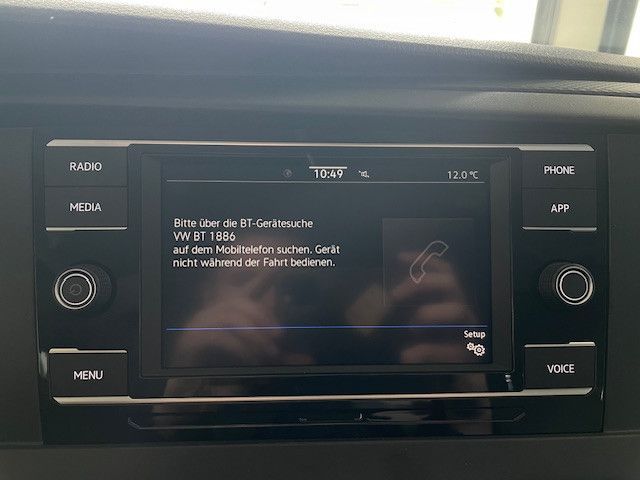 RADIO
MEDIA
MENU
10:49
12.0 °C
Bitte über die BT-Gerätesuche
VW BT 1886
auf dem Mobiltelefon suchen. Gerät
nicht während der Fahrt bedienen.
Setup
PHONE
APP
VOICE